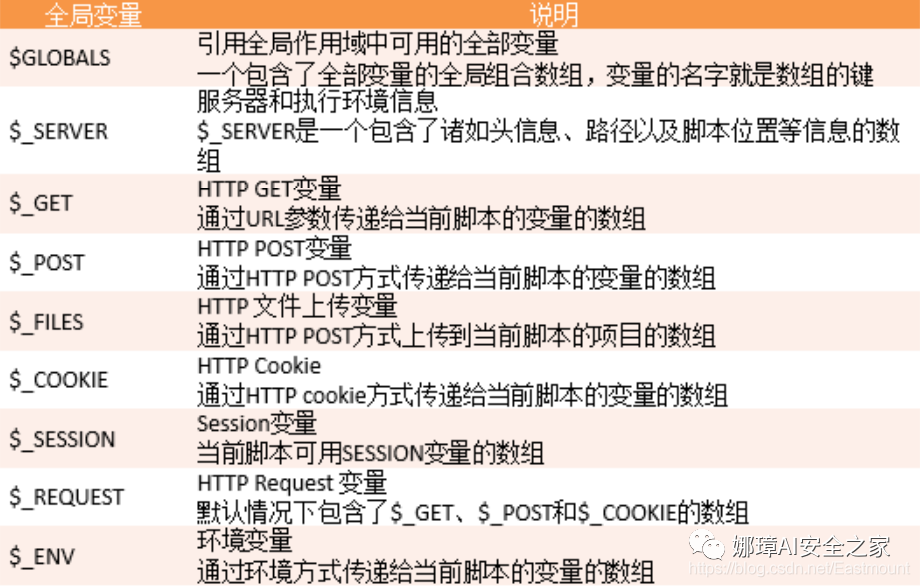 全局变量 说明
$GLOBALS
引用全局作用域中可用的全部变量
一个包含了全部变量的全局组合数组，变量的名字就是数组的键
$_SERVER
服务器和执行环境信息
$_SERVER是一个包含了诸如头信息、路径以及脚本位置等信息的数
组
$_GET
HTTP GET变量
通过URL参数传递给当前脚本的变量的数组
$_POST
HTTP POST变量
通过HTTP POST方式传递给当前脚本的变量的数组
$_FILES
HTTP 文件上传变量
通过HTTP POST方式上传到当前脚本的项目的数组
$_COOKIE
HTTP Cookie
通过HTTP cookie方式传递给当前脚本的变量的数组
$_SESSION
Session变量
当前脚本可用SESSION变量的数组
$_REQUEST
HTTP Request 变量
默认情况下包含了$_GET、$_POST和$_COOKIE的数组
$_ENV
环境变量
通过环境方式传递给当前脚本的变量的数组
娜璋AI安全之家
https://blog.csdn.net/Eastmount